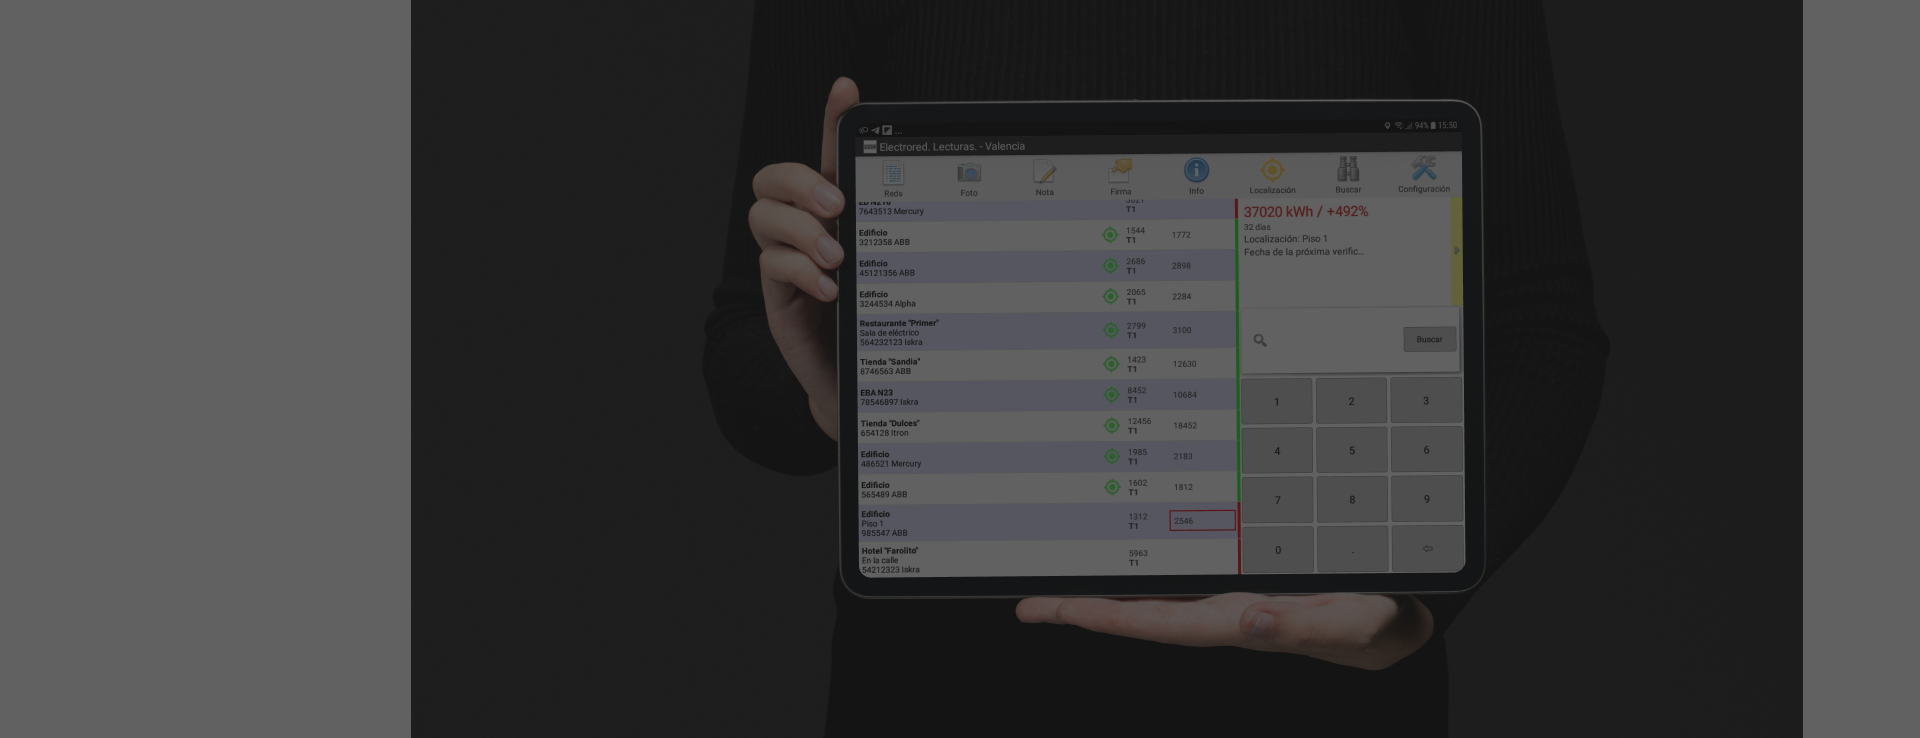 94% 15:50
Electrored. Lecturas. - Valencia
Reds Foto Nota Firma Info Localización Buscar Configuración
7643513 Mercury T1
Edificio 1544
3212358 ABB T1 1772
Edificio 2686
45121356 ABB T1 2898
Edificio 2065
3244534 Alpha T1 2284
Restaurante "Primer" 2799
Sala de eléctrico T1 3100
564232123 Iskra
Tienda "Sandia" 1423
8746563 ABB T1 12630
EBA N23 8452
78546897 Iskra T1 10684
Tienda "Dulces" 12456
654128 Itron T1 18452
Edificio 1985
486521 Mercury T1 2183
Edificio 1602
565489 ABB T1 1812
Edificio 1312
Piso 1 T1 2546
985547 ABB
Hotel "Farolito" 5963
En la calle T1
54212323 Iskra
37020 kWh / +492%
32 dias
Localización: Piso 1
Fecha de la próxima verific...
Buscar
1 2 3
4 5 6
7 8 9
0 .